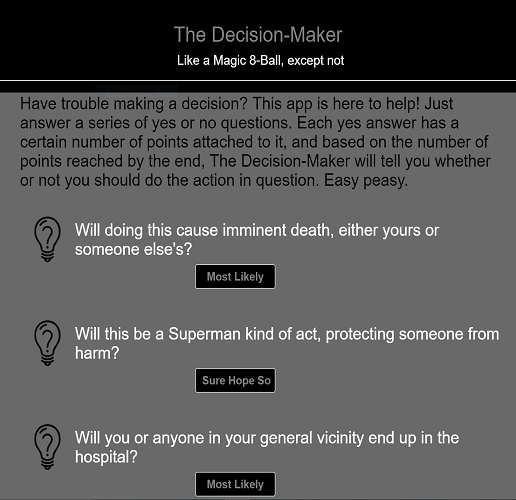 The Decision-Maker
Like a Magic 8-Ball, except not
Have trouble making a decision? This app is here to help! Just
answer a series of yes or no questions. Each yes answer has a
certain number of points attached to it, and based on the number of
points reached by the end, The Decision-Maker will tell you whether
or not you should do the action in question. Easy peasy.
Will doing this cause imminent death, either yours or
someone else's?
Most Likely
Will this be a Superman kind of act, protecting someone from
harm?
Sure Hope So
Will you or anyone in your general vicinity end up in the
hospital?
Most Likely